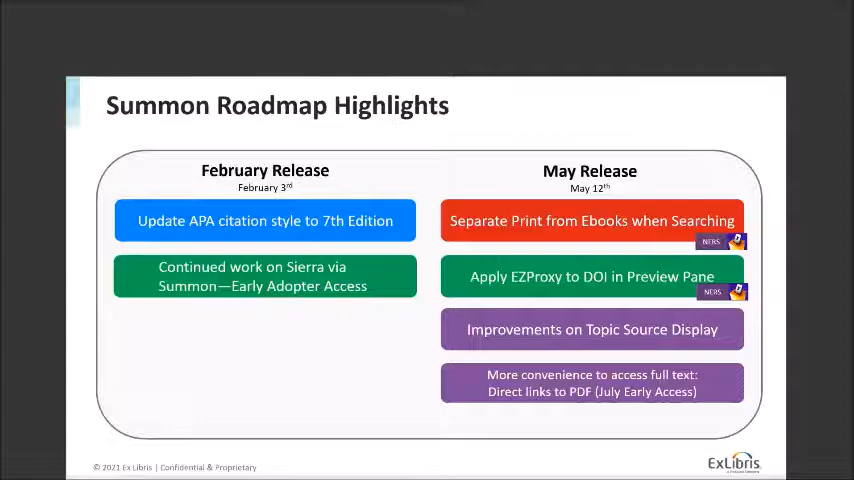 Summon Roadmap Highlights
February Release
February 3rd
Update APA citation style to 7th Edition
Continued work on Sierra via
Summon—Early Adopter Access
May Release
May 12th
Separate Print from Ebooks when Searching
NERS
Apply EZProxy to DOI in Preview Pane
NERS
Improvements on Topic Source Display
More convenience to access full text:
Direct links to PDF (July Early Access)
© 2021 Ex Libris | Confidential & Proprietary
ExLibris